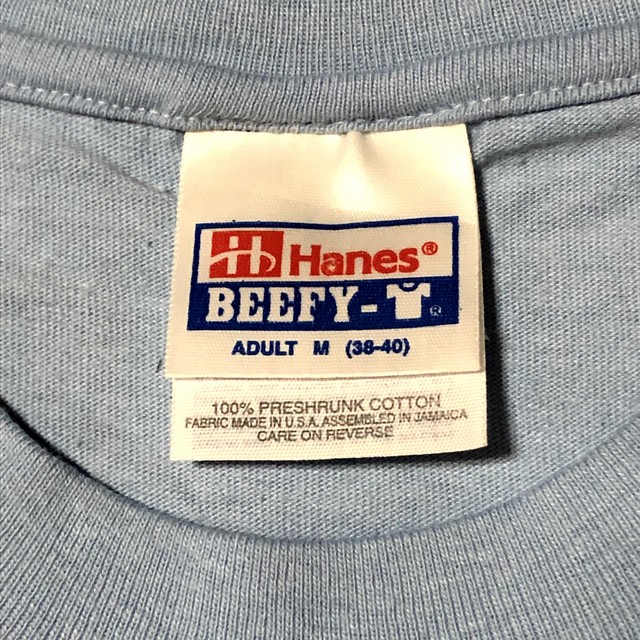 Hanes®
BEEFY-®
ADULT M (38-40)
100% PRESHRUNK COTTON
FABRIC MADE IN U.S.A. ASSEMBLED IN JAMAICA
CARE ON REVERSE